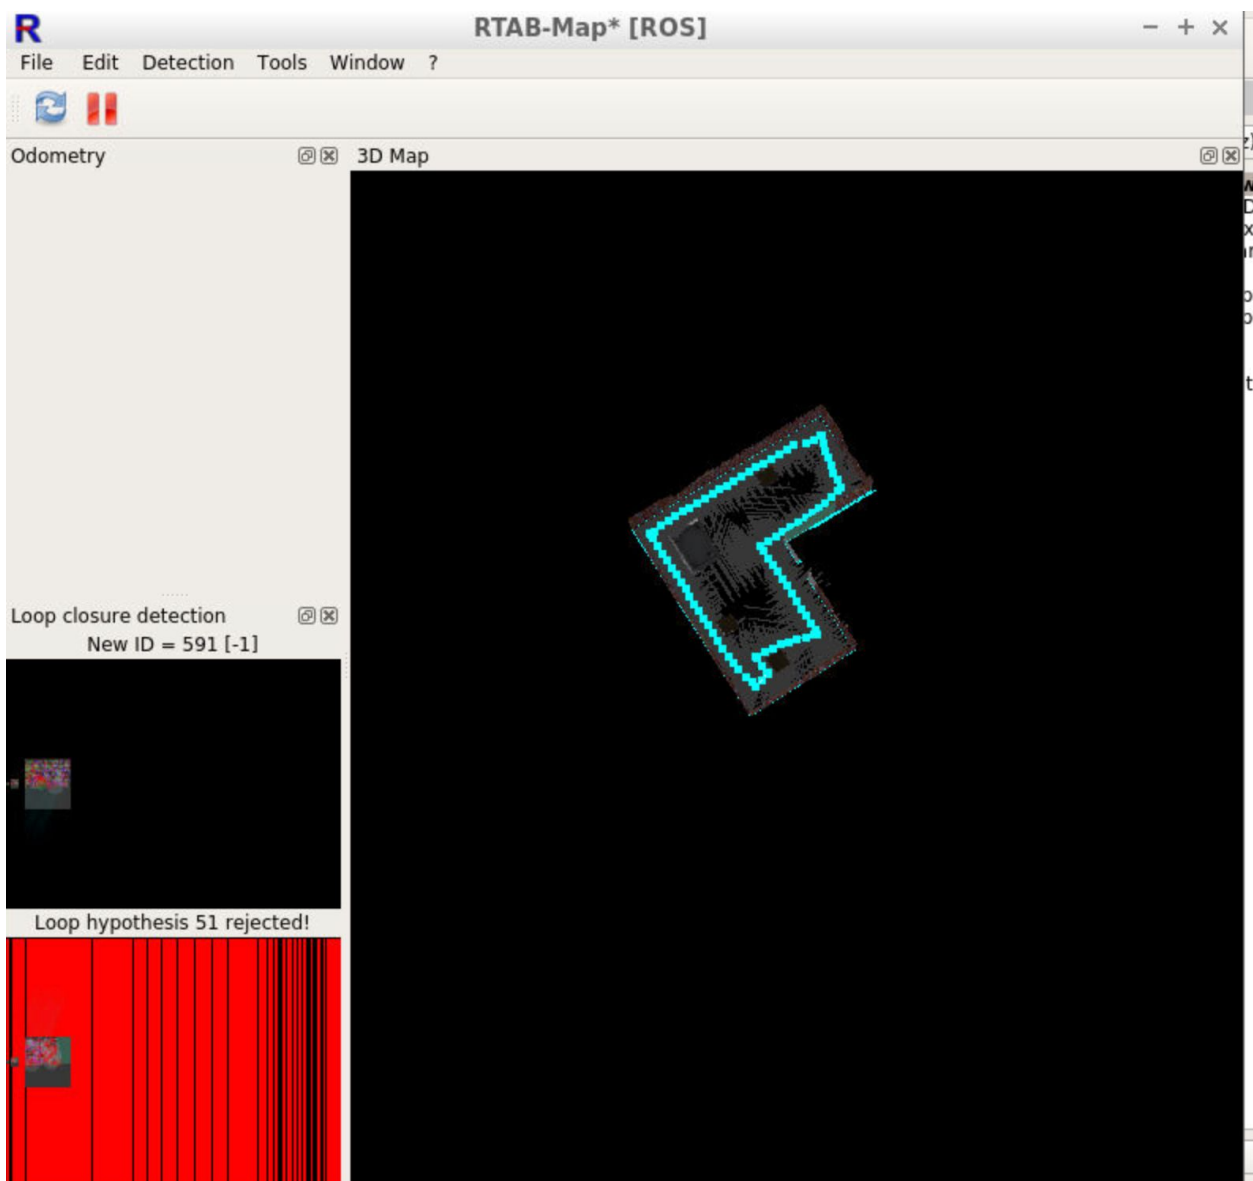 RTAB-Map* [ROS]
File Edit Detection Tools Window ?
Odometry
3D Map
Loop closure detection
New ID = 591 [-1]
Loop hypothesis 51 rejected!